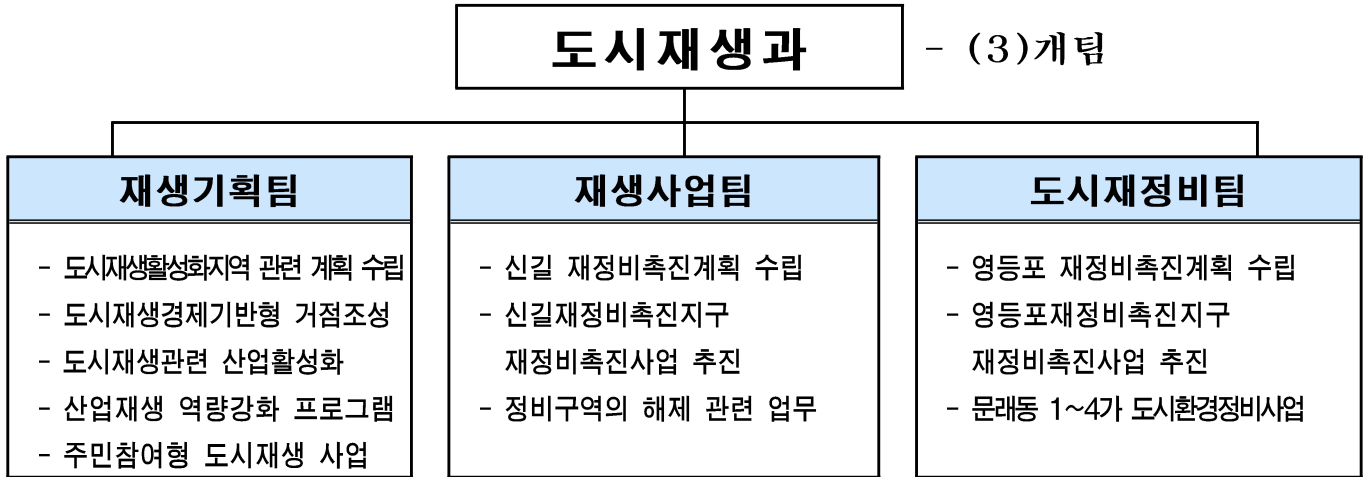 도시재생과 - (3)개팀
재생기획팀
- 도시재생활성화지역 관련 계획 수립
- 도시재생경제기반형 거점조성
- 도시재생관련 산업활성화
- 산업재생 역량강화 프로그램
- 주민참여형 도시재생 사업
재생사업팀
- 신길 재정비촉진계획 수립
- 신길재정비촉진지구
재정비촉진사업 추진
- 정비구역의 해제 관련 업무
도시재정비팀
- 영등포 재정비촉진계획 수립
- 영등포재정비촉진지구
재정비촉진사업 추진
- 문래동 1~4가 도시환경정비사업